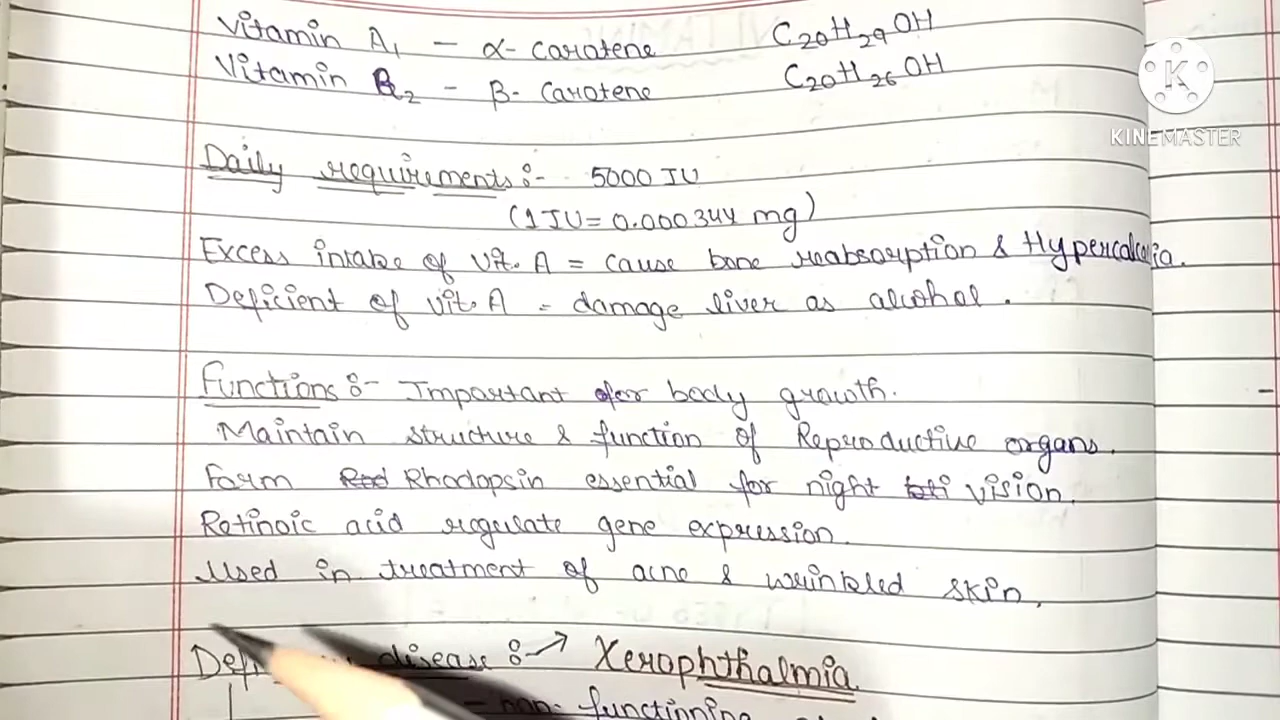 Vitamin A1 - α- carotene C20H29OH
Vitamin A2 - β- carotene C20H26OH
K
KINEMASTER
Daily requirements :- 5000 IU
(1 IU = 0.000344 mg)
Excess intake of vit. A = cause bone reabsorption & Hypercalcia.
Deficient of vit. A - damage liver as alcohol.
Functions :- Important for body growth.
Maintain structure & function of Reproductive organs.
Form Rhodopsin essential for night vision.
Retinoic acid regulate gene expression.
Used in treatment of acne & wrinkled skin.
disease :→ Xerophthalmia
- non-functioning